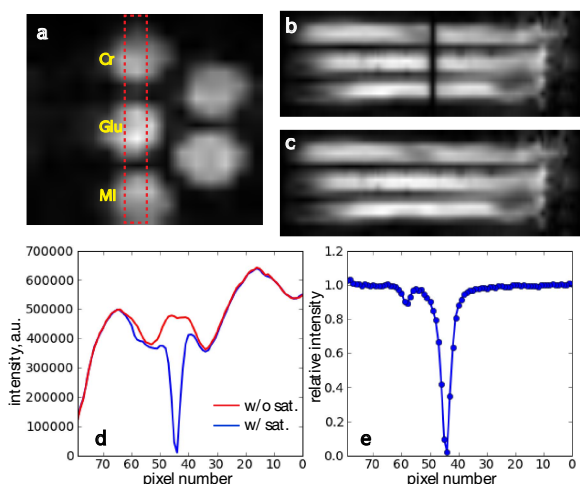 a
Cr
Glu
MI
b
c
700000
600000
500000
400000
300000
200000
100000
0
intensity, a.u.
70 60 50 40 30 20 10 0
pixel number
w/o sat.
w/ sat.
d
1.2
1.0
0.8
0.6
0.4
0.2
0.0
relative intensity
70 60 50 40 30 20 10 0
pixel number
e